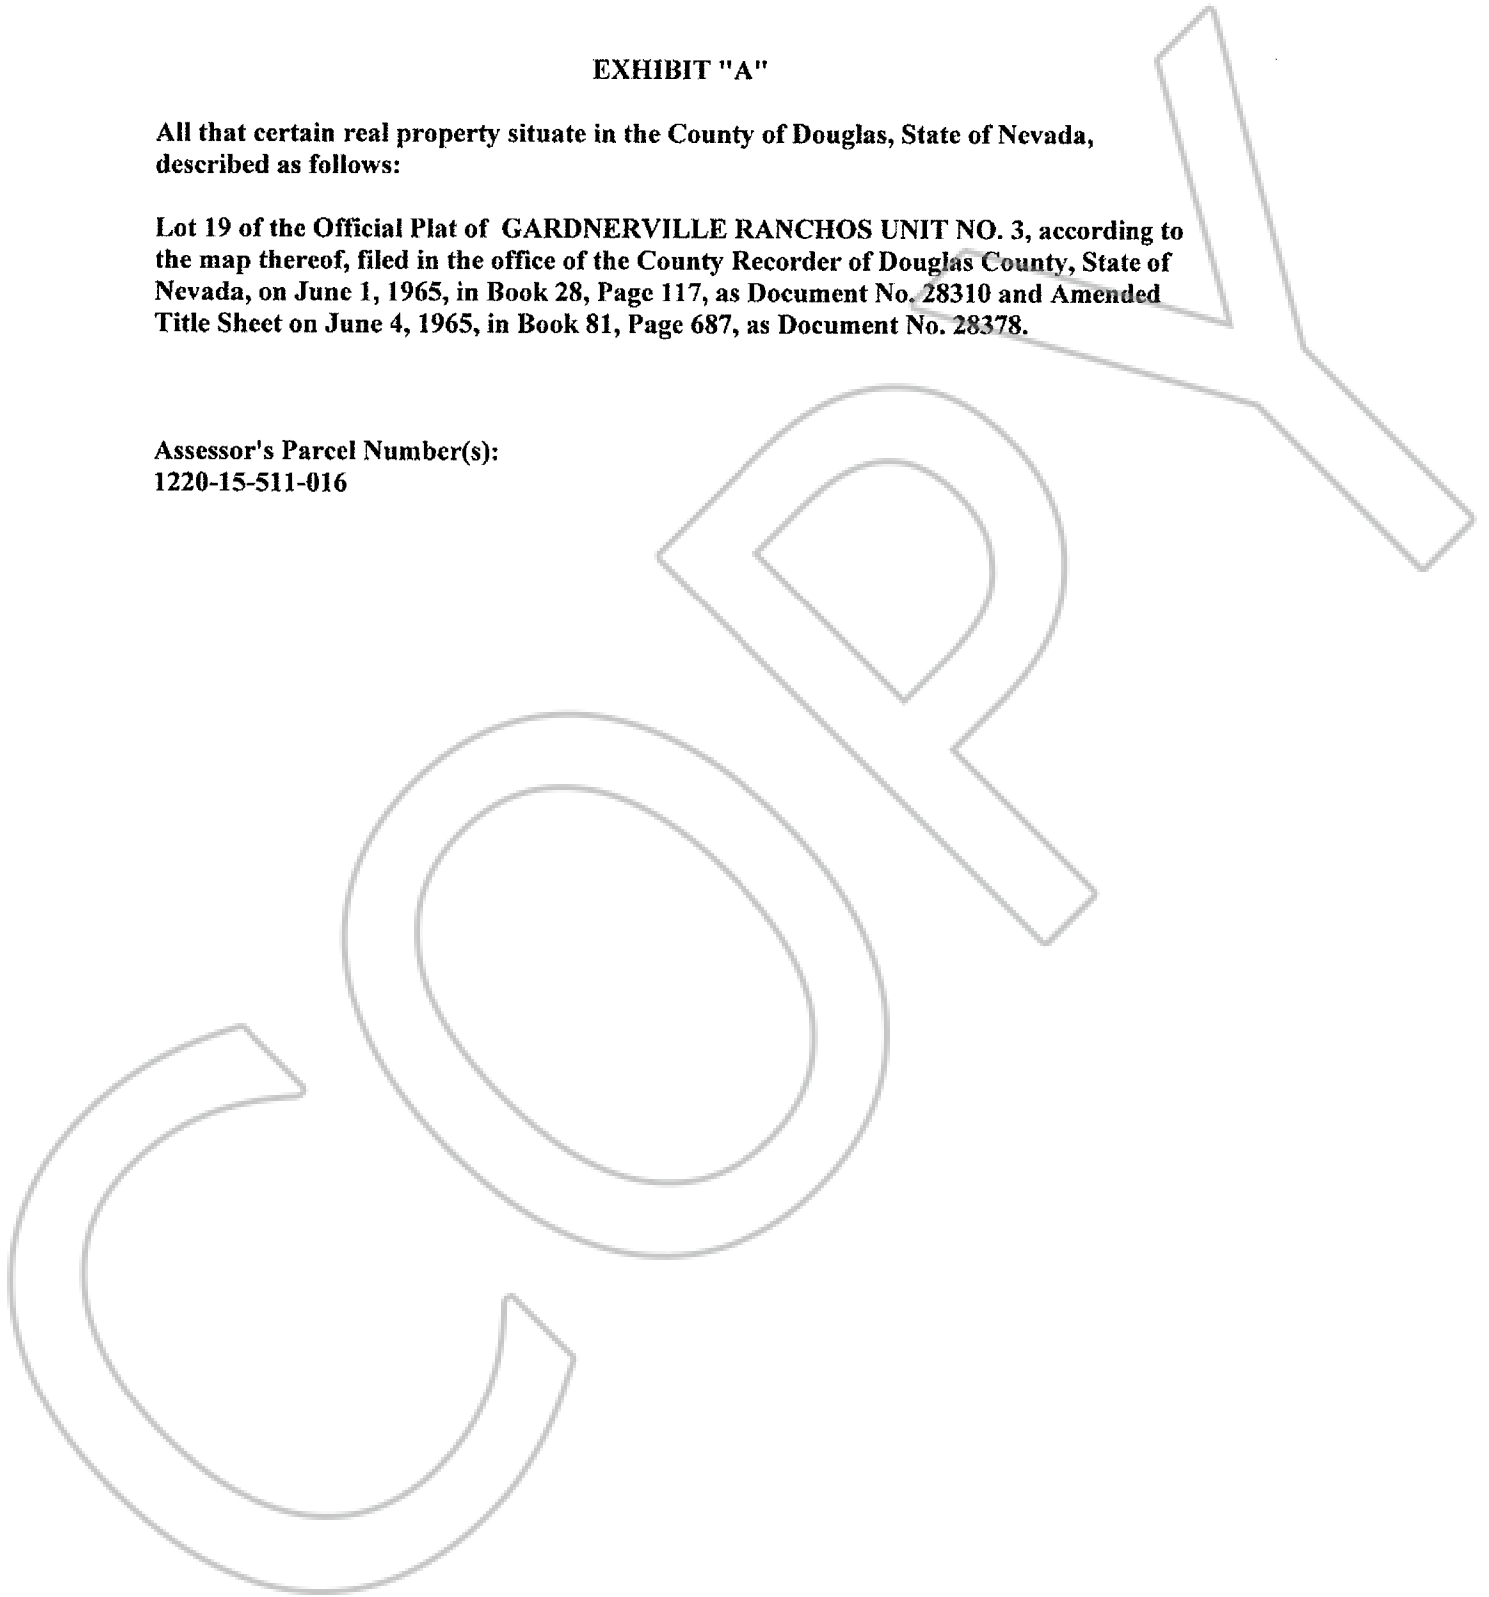 EXHIBIT "A"
All that certain real property situate in the County of Douglas, State of Nevada,
described as follows:
Lot 19 of the Official Plat of GARDNERVILLE RANCHOS UNIT NO. 3, according to
the map thereof, filed in the office of the County Recorder of Douglas County, State of
Nevada, on June 1, 1965, in Book 28, Page 117, as Document No. 28310 and Amended
Title Sheet on June 4, 1965, in Book 81, Page 687, as Document No. 28378.
Assessor's Parcel Number(s):
1220-15-511-016
COPY